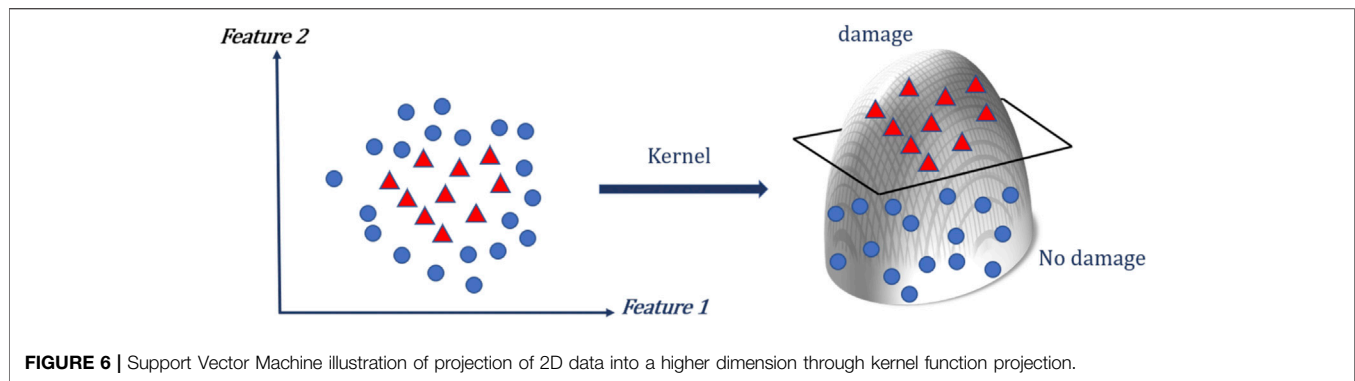 Feature 2
Feature 1
Kernel
damage
No damage
FIGURE 6 | Support Vector Machine illustration of projection of 2D data into a higher dimension through kernel function projection.